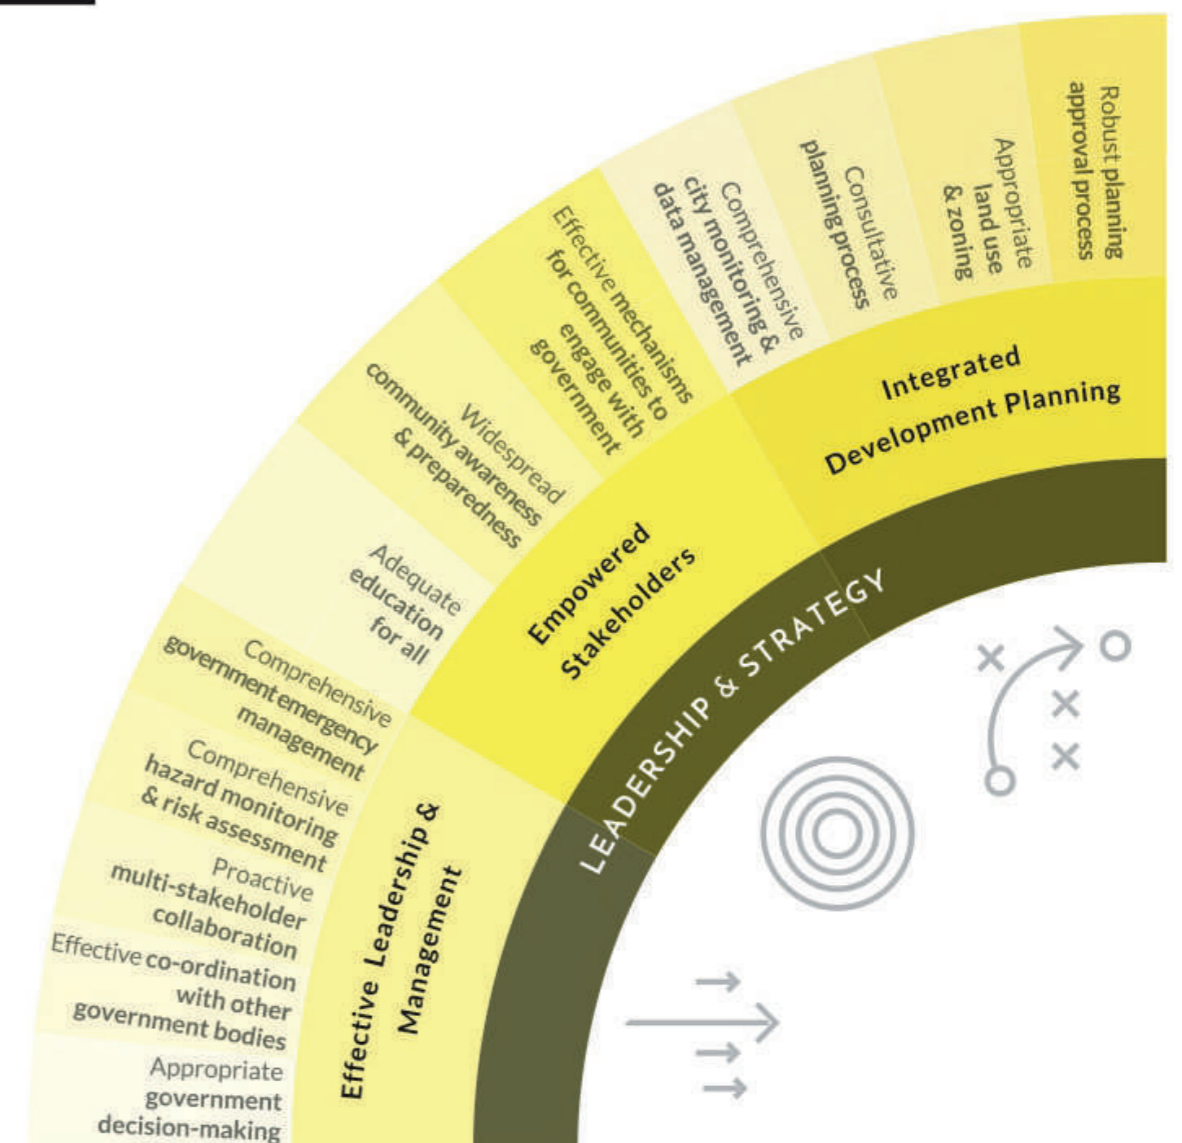 LEADERSHIP & STRATEGY
Effective Leadership &
Management
Appropriate
government
decision-making
Effective co-ordination
with other
government bodies
Proactive
multi-stakeholder
collaboration
Comprehensive
hazard monitoring
& risk assessment
Comprehensive
government emergency
management
Empowered
Stakeholders
Adequate
education
for all
Widespread
community awareness
& preparedness
Effective mechanisms
for communities to
engage with
government
Integrated
Development Planning
Comprehensive
city monitoring &
data management
Consultative
planning process
Appropriate
land use
& zoning
Robust planning
approval process